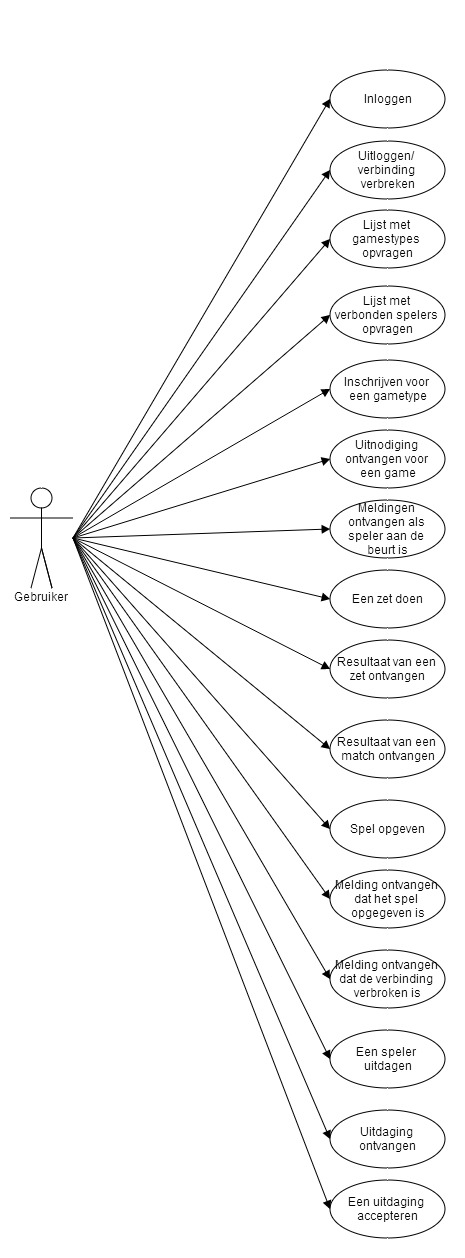 Inloggen
Uitloggen/
verbinding
verbreken
Lijst met
gamestypes
opvragen
Lijst met
verbonden spelers
opvragen
Inschrijven voor
een gametype
Uitnodiging
ontvangen voor
een game
Meldingen
ontvangen als
speler aan de
beurt is
Een zet doen
Gebruiker
Resultaat van een
zet ontvangen
Resultaat van een
match ontvangen
Spel opgeven
Melding ontvangen
dat het spel
opgegeven is
Melding ontvangen
dat de verbinding
verbroken is
Een speler
uitdagen
Uitdaging
ontvangen
Een uitdaging
accepteren